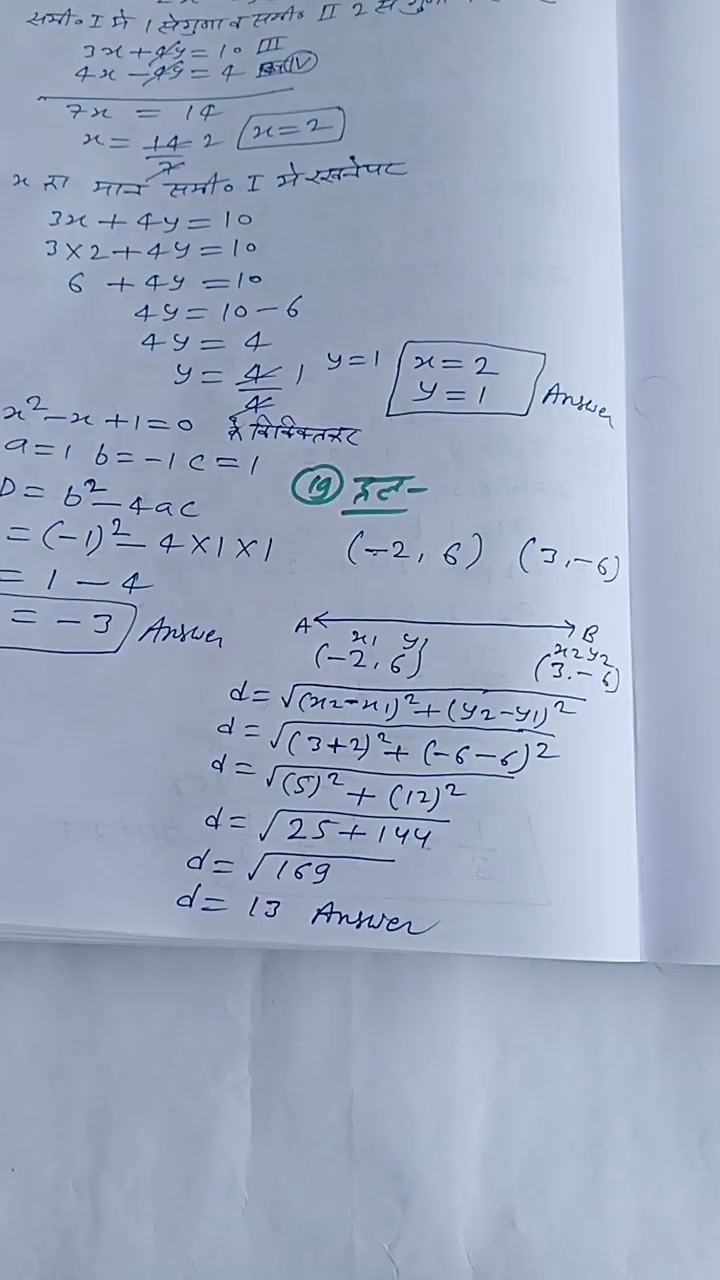 समी० I मे 1 से गुणा व समी० II 2 से
3x + 4y = 10 III
4x - 4y = 4 IV
7x = 14
x = 14/7 2 x = 2
x का मान समी० I मे रखनेपर
3x + 4y = 10
3 × 2 + 4y = 10
6 + 4y = 10
4y = 10 - 6
4y = 4
y = 4/4 1 y = 1
x = 2
y = 1 Answer
x² - x + 1 = 0 के
a = 1 b = -1 c = 1
D = b² - 4ac
= (-1)² - 4 × 1 × 1
= 1 - 4
= -3 Answer
19 हल -
(-2, 6) (3, -6)
A B
x₁ y₁ x₂ y₂
(-2, 6) (3, -6)
d = √(x₂ - x₁)² + (y₂ - y₁)²
d = √(3 + 2)² + (-6 - 6)²
d = √(5)² + (12)²
d = √25 + 144
d = √169
d = 13 Answer